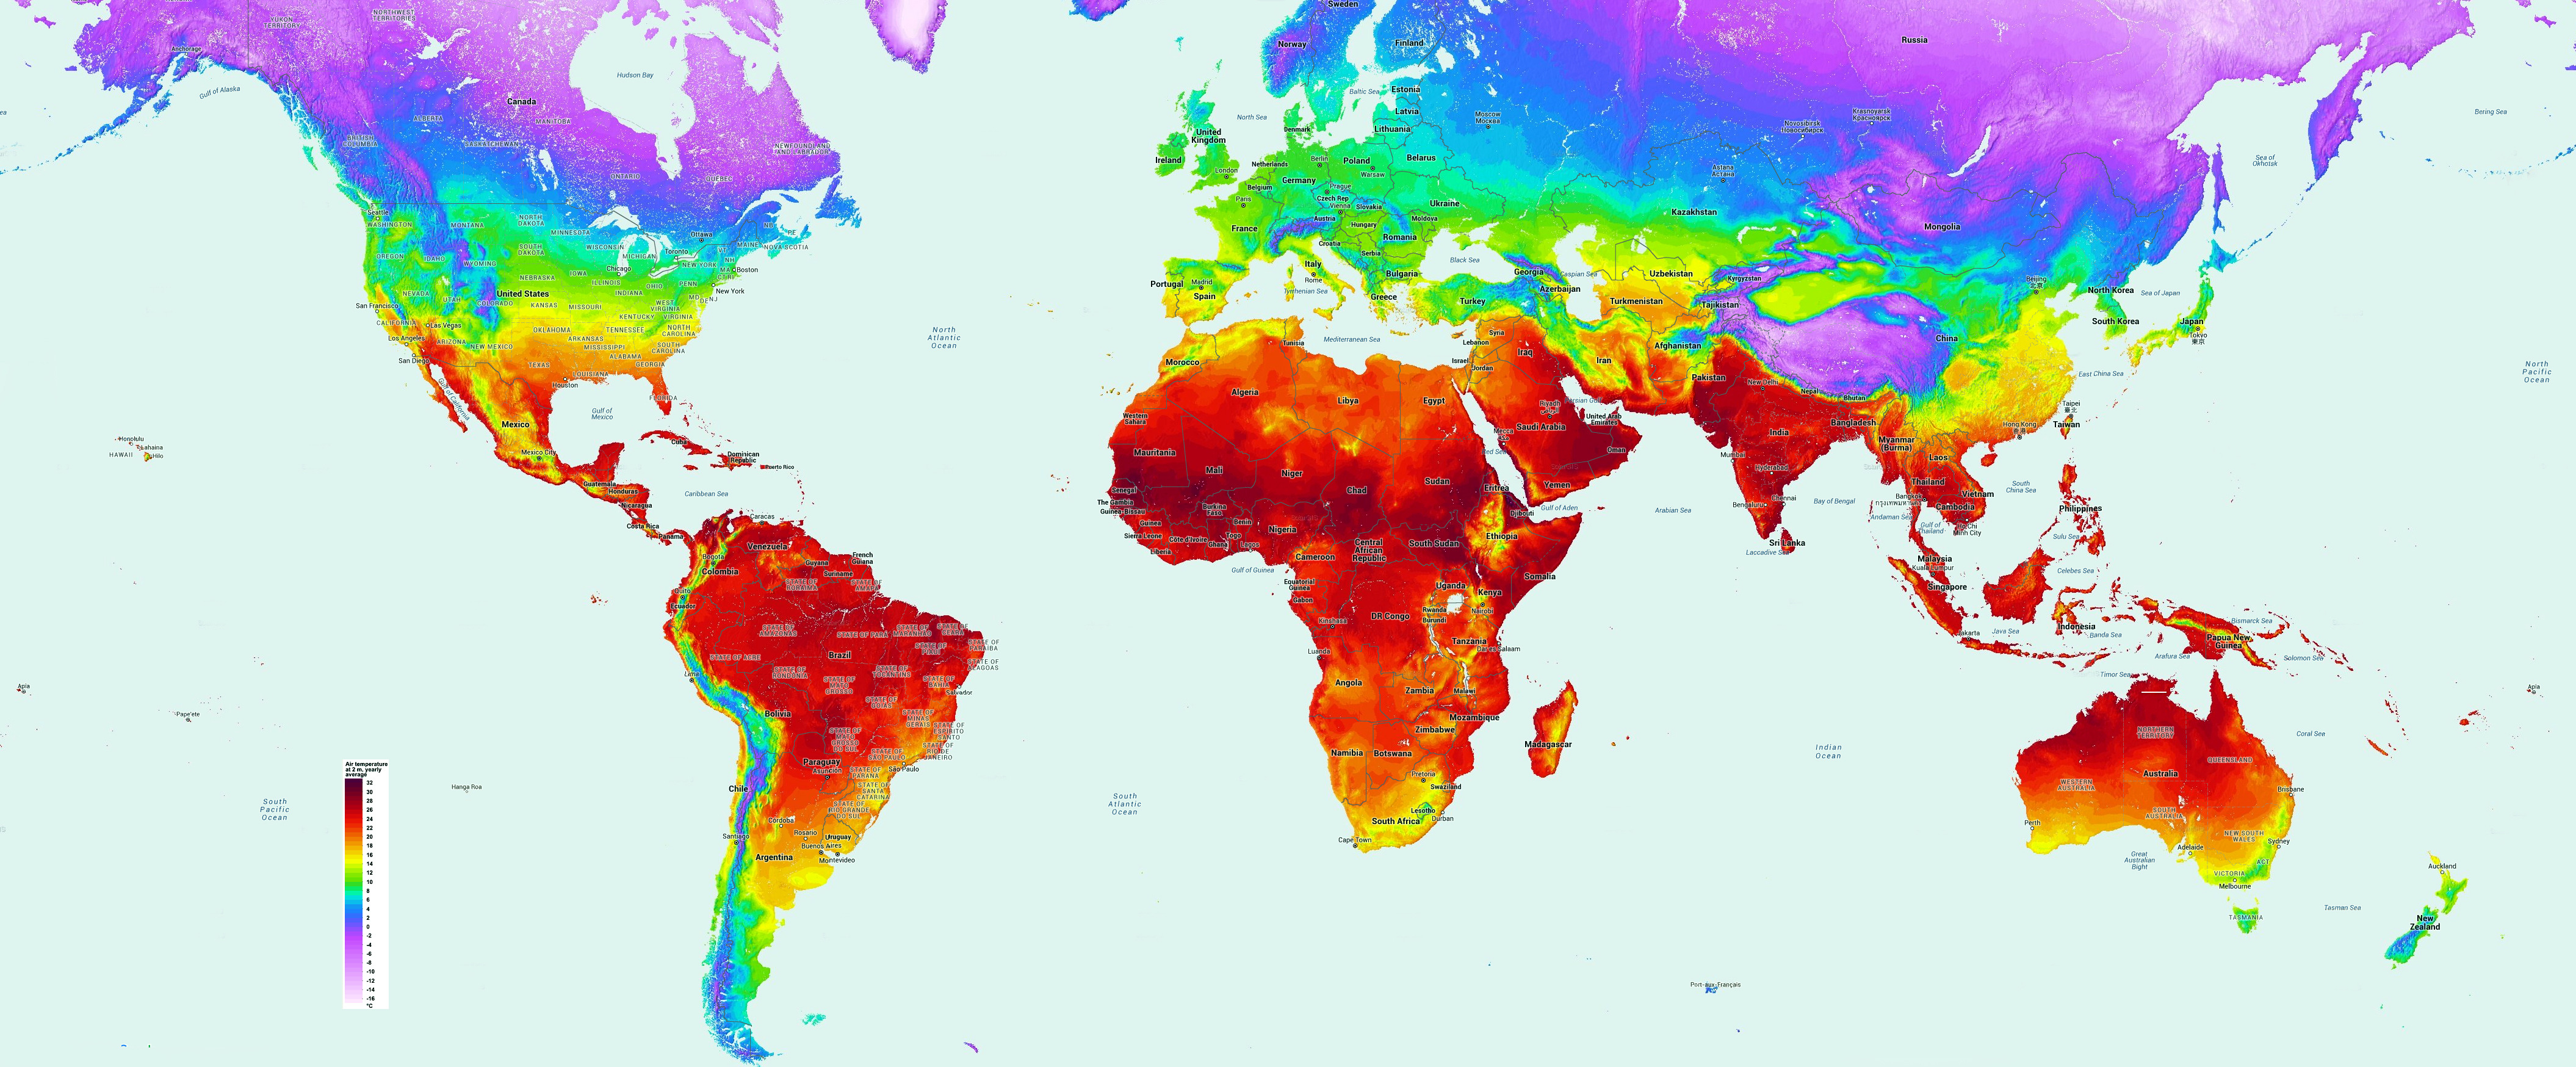 YUKON
TERRITORY
NORTHWEST
TERRITORIES
Anchorage
Gulf of Alaska
Hudson Bay
Canada
ALBERTA
MANITOBA
BRITISH
COLUMBIA
SASKATCHEWAN
NEWFOUNDLAND
AND LABRADOR
ONTARIO
QUEBEC
Seattle
WASHINGTON
MONTANA
NORTH
DAKOTA
MINNESOTA
Ottawa
NB
PE
MAINE
NOVA SCOTIA
OREGON
IDAHO
WYOMING
SOUTH
DAKOTA
WISCONSIN
MICHIGAN
Toronto
VT
NH
NEW YORK
MA
CT RI
Boston
Chicago
IOWA
NEBRASKA
ILLINOIS
INDIANA
OHIO
PENN
New York
MD
DE
NJ
NEVADA
UTAH
COLORADO
United States
KANSAS
MISSOURI
WEST
VIRGINIA
KENTUCKY
VIRGINIA
San Francisco
CALIFORNIA
Las Vegas
OKLAHOMA
TENNESSEE
NORTH
CAROLINA
Los Angeles
ARIZONA
NEW MEXICO
ARKANSAS
MISSISSIPPI
SOUTH
CAROLINA
San Diego
TEXAS
ALABAMA
GEORGIA
LOUISIANA
Houston
FLORIDA
Gulf of California
Gulf of
Mexico
Mexico
Mexico City
Cuba
Dominican
Republic
Puerto Rico
Honolulu
Lahaina
HAWAII
Hilo
Guatemala
Honduras
Nicaragua
Caribbean Sea
Costa Rica
Panama
Caracas
Venezuela
Bogota
Colombia
Guyana
French
Guiana
Suriname
STATE OF
RORAIMA
STATE OF
AMAPÁ
Quito
Ecuador
STATE OF
AMAZONAS
STATE OF PARÁ
STATE OF
MARANHÃO
STATE OF
CEARÁ
STATE OF
PIAUÍ
STATE OF
PARAÍBA
STATE OF
ALAGOAS
STATE OF ACRE
Brazil
STATE OF
RONDÔNIA
STATE OF
TOCANTINS
STATE OF
MATO
GROSSO
STATE OF
BAHIA
Salvador
Lima
STATE OF
GOIÁS
Bolivia
STATE OF
MINAS
GERAIS
STATE OF
ESPÍRITO
SANTO
STATE OF
MATO
GROSSO
DO SUL
STATE OF
RIO DE
JANEIRO
STATE OF
SÃO PAULO
São Paulo
Paraguay
Asunción
STATE OF
PARANÁ
STATE OF
SANTA
CATARINA
STATE OF
RIO GRANDE
DO SUL
Chile
Cordoba
Rosario
Santiago
Uruguay
Buenos Aires
Montevideo
Argentina
Apia
Pape'ete
Hanga Roa
South
Pacific
Ocean
North
Atlantic
Ocean
South
Atlantic
Ocean
Air temperature
at 2 m, yearly
average
32
30
28
26
24
22
20
18
16
14
12
10
8
6
4
2
0
-2
-4
-6
-8
-10
-12
-14
-16
°C
Sweden
Norway
Finland
Russia
Estonia
Baltic Sea
Latvia
North Sea
Denmark
Lithuania
Moscow
Москва
United
Kingdom
Ireland
London
Netherlands
Berlin
Poland
Warsaw
Belarus
Belgium
Germany
Prague
Czech Rep
Paris
Vienna
Slovakia
Ukraine
Austria
Moldova
France
Hungary
Croatia
Romania
Serbia
Italy
Rome
Bulgaria
Black Sea
Georgia
Caspian Sea
Portugal
Madrid
Spain
Tyrrhenian Sea
Greece
Turkey
Azerbaijan
Novosibirsk
Новосибирск
Krasnoyarsk
Красноярск
Astana
Астана
Kazakhstan
Mongolia
Uzbekistan
Kyrgyzstan
Turkmenistan
Tajikistan
Beijing
北京
North Korea
Sea of Japan
South Korea
Japan
Tokyo
東京
Sea of
Okhotsk
Bering Sea
Tunisia
Mediterranean Sea
Syria
Lebanon
Israel
Jordan
Iraq
Iran
Afghanistan
China
Morocco
Algeria
Libya
Egypt
Pakistan
New Delhi
Nepal
Bhutan
East China Sea
Riyadh
Persian Gulf
United Arab
Emirates
Western
Sahara
Saudi Arabia
Mecca
Red Sea
Oman
India
Bangladesh
Myanmar
(Burma)
Hong Kong
香港
Taipei
臺北
Taiwan
North
Pacific
Ocean
Mauritania
Mali
Niger
Chad
Sudan
Eritrea
Yemen
Mumbai
Hyderabad
Laos
Senegal
The Gambia
Guinea-Bissau
Burkina
Faso
Djibouti
Gulf of Aden
Arabian Sea
Bengaluru
Chennai
Bay of Bengal
Thailand
Bangkok
กรุงเทพมหานคร
Vietnam
South
China Sea
Guinea
Benin
Togo
Nigeria
Cambodia
Philippines
Andaman Sea
Gulf of
Thailand
Ho Chi
Minh City
Sierra Leone
Côte d'Ivoire
Ghana
Lagos
Liberia
Cameroon
Central
African
Republic
South Sudan
Ethiopia
Sri Lanka
Laccadive Sea
Sulu Sea
Gulf of Guinea
Equatorial
Guinea
Gabon
Uganda
Kenya
Somalia
Malaysia
Kuala Lumpur
Singapore
Celebes Sea
Rwanda
Nairobi
Kinshasa
DR Congo
Burundi
Tanzania
Dar es Salaam
Luanda
Jakarta
Java Sea
Indonesia
Banda Sea
Bismarck Sea
Papua New
Guinea
Solomon Sea
Arafura Sea
Timor Sea
Angola
Zambia
Malawi
Mozambique
Zimbabwe
Madagascar
Namibia
Botswana
Pretoria
Swaziland
Lesotho
South Africa
Durban
Cape Town
Indian
Ocean
NORTHERN
TERRITORY
Coral Sea
QUEENSLAND
Australia
WESTERN
AUSTRALIA
Brisbane
SOUTH
AUSTRALIA
Perth
NEW SOUTH
WALES
Great
Australian
Bight
Adelaide
Sydney
ACT
VICTORIA
Melbourne
TASMANIA
Tasman Sea
Auckland
New
Zealand
Apia
Port-aux-Français